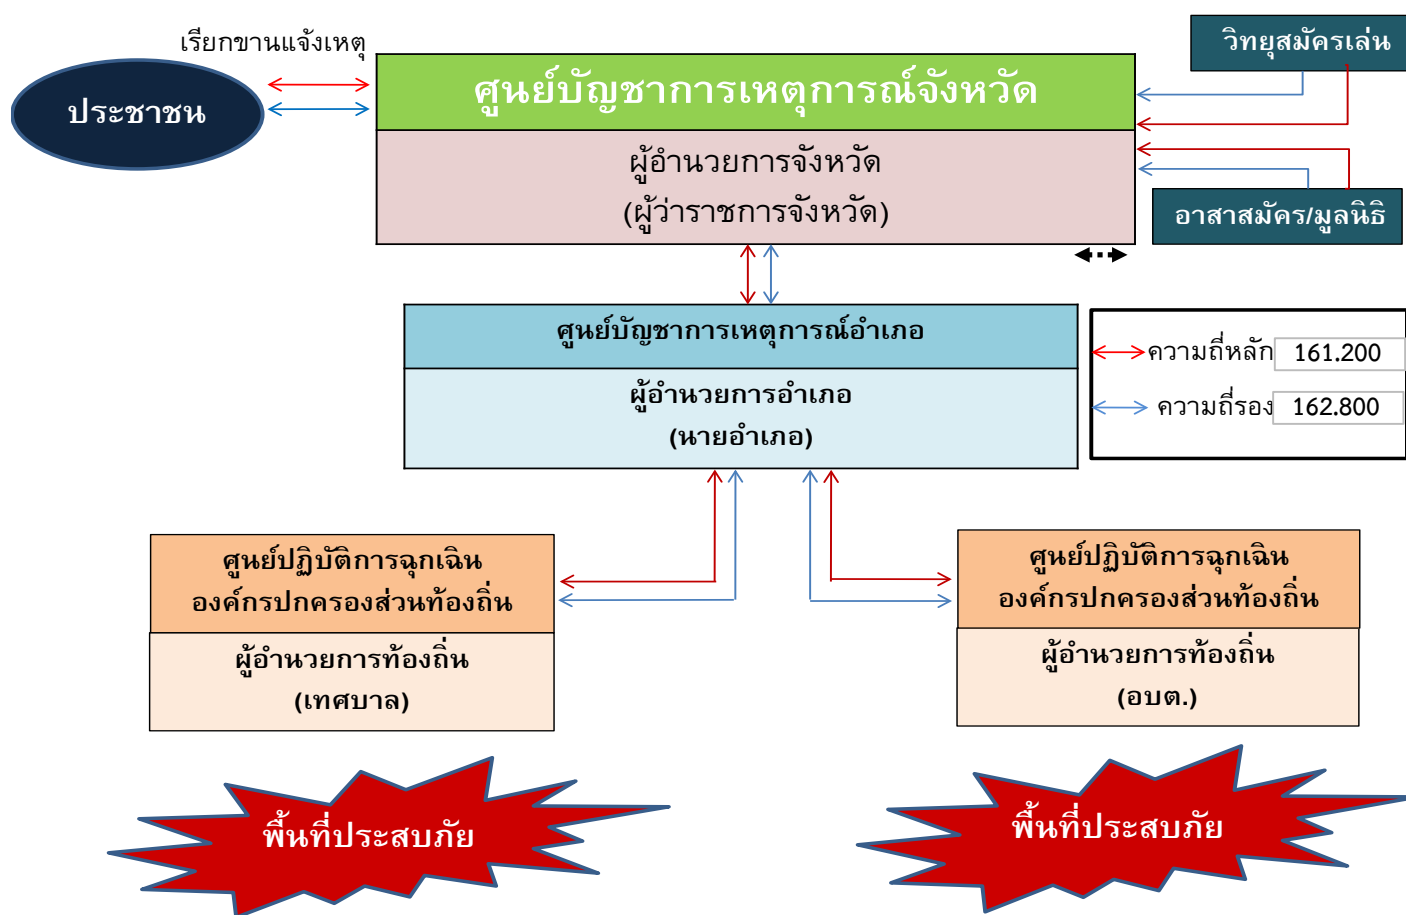 เรียกขานแจ้งเหตุ
วิทยุสมัครเล่น
ประชาชน
ศูนย์บัญชาการเหตุการณ์จังหวัด
ผู้อำนวยการจังหวัด
(ผู้ว่าราชการจังหวัด)
อาสาสมัคร/มูลนิธิ
ศูนย์บัญชาการเหตุการณ์อำเภอ
ผู้อำนวยการอำเภอ
(นายอำเภอ)
ความถี่หลัก 161.200
ความถี่รอง 162.800
ศูนย์ปฏิบัติการฉุกเฉิน
องค์กรปกครองส่วนท้องถิ่น
ผู้อำนวยการท้องถิ่น
(เทศบาล)
ศูนย์ปฏิบัติการฉุกเฉิน
องค์กรปกครองส่วนท้องถิ่น
ผู้อำนวยการท้องถิ่น
(อบต.)
พื้นที่ประสบภัย
พื้นที่ประสบภัย